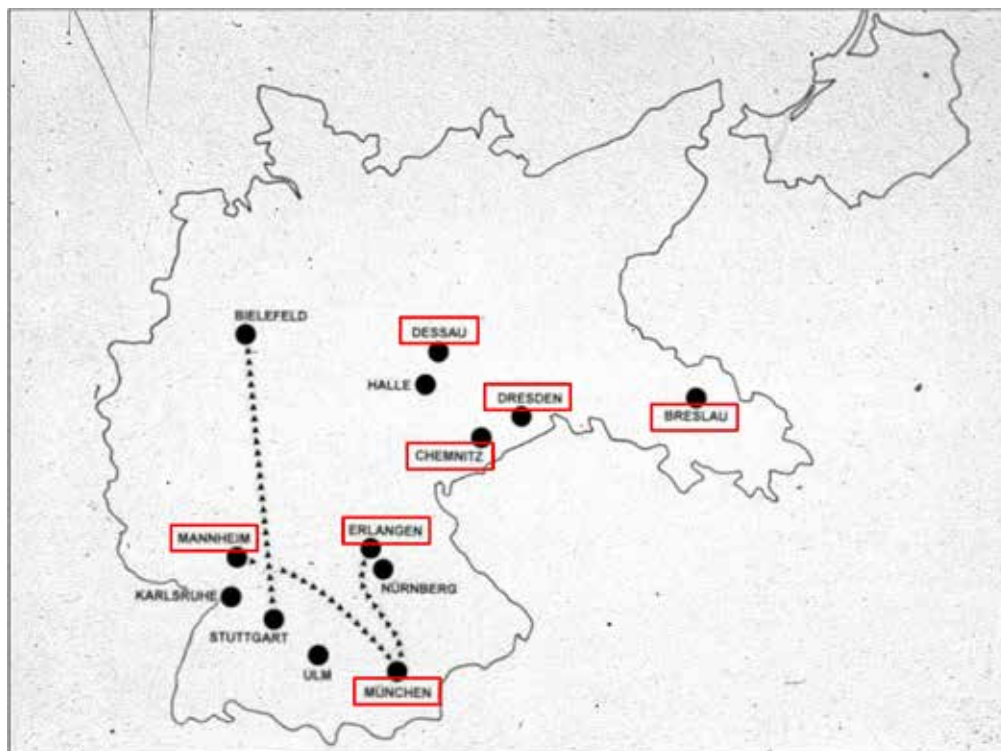 BIELEFELD
DESSAU
HALLE
DRESDEN
BRESLAU
CHEMNITZ
MANNHEIM
ERLANGEN
NÜRNBERG
KARLSRUHE
STUTTGART
ULM
MÜNCHEN